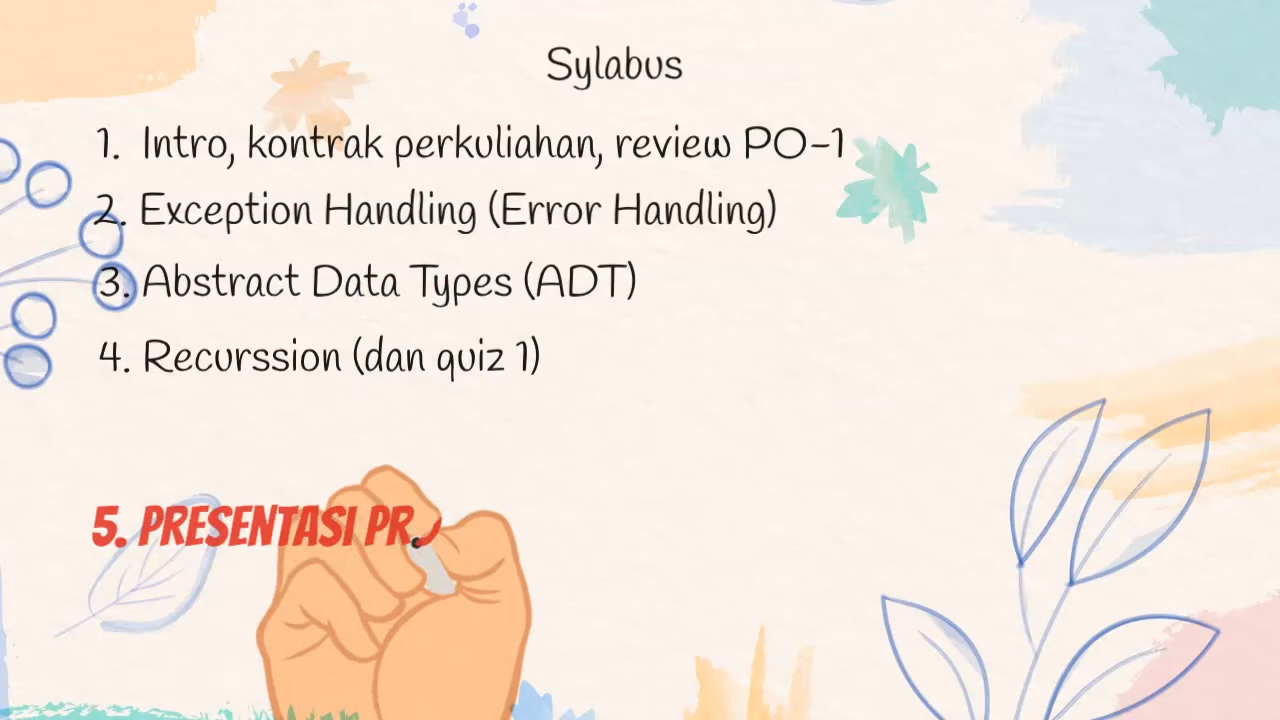 Sylabus
1. Intro, kontrak perkuliahan, review PO-1
2. Exception Handling (Error Handling)
3. Abstract Data Types (ADT)
4. Recurssion (dan quiz 1)
5. PRESENTASI PR